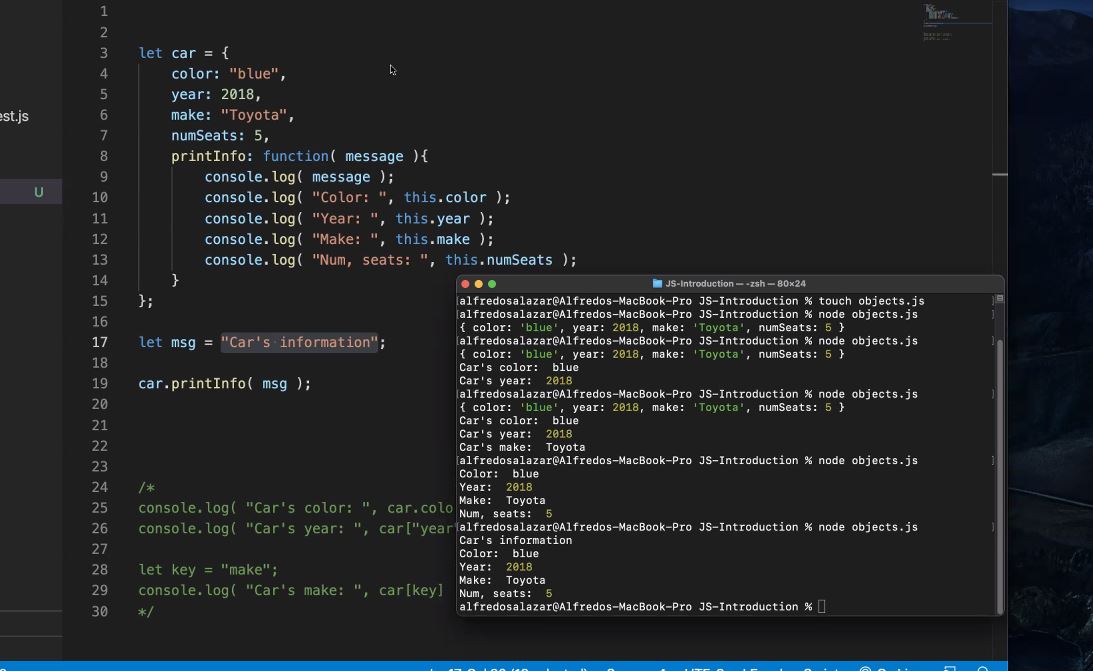 est.js
U
1
2
3 let car = {
4 color: "blue",
5 year: 2018,
6 make: "Toyota",
7 numSeats: 5,
8 printInfo: function( message ){
9 console.log( message );
10 console.log( "Color: ", this.color );
11 console.log( "Year: ", this.year );
12 console.log( "Make: ", this.make );
13 console.log( "Num, seats: ", this.numSeats );
14 }
15 };
16
17 let msg = "Car's information";
18
19 car.printInfo( msg );
20
21
22
23
24 /*
25 console.log( "Car's color: ", car.colo
26 console.log( "Car's year: ", car["year"
27
28 let key = "make";
29 console.log( "Car's make: ", car[key]
30 */
JS-Introduction — -zsh — 80×24
[alfredosalazar@Alfredos-MacBook-Pro JS-Introduction % touch objects.js ]
[alfredosalazar@Alfredos-MacBook-Pro JS-Introduction % node objects.js ]
{ color: 'blue', year: 2018, make: 'Toyota', numSeats: 5 }
[alfredosalazar@Alfredos-MacBook-Pro JS-Introduction % node objects.js ]
{ color: 'blue', year: 2018, make: 'Toyota', numSeats: 5 }
Car's color:  blue
Car's year:  2018
[alfredosalazar@Alfredos-MacBook-Pro JS-Introduction % node objects.js ]
{ color: 'blue', year: 2018, make: 'Toyota', numSeats: 5 }
Car's color:  blue
Car's year:  2018
Car's make:  Toyota
[alfredosalazar@Alfredos-MacBook-Pro JS-Introduction % node objects.js ]
Color:  blue
Year:  2018
Make:  Toyota
Num, seats:  5
[alfredosalazar@Alfredos-MacBook-Pro JS-Introduction % node objects.js ]
Car's information
Color:  blue
Year:  2018
Make:  Toyota
Num, seats:  5
alfredosalazar@Alfredos-MacBook-Pro JS-Introduction %